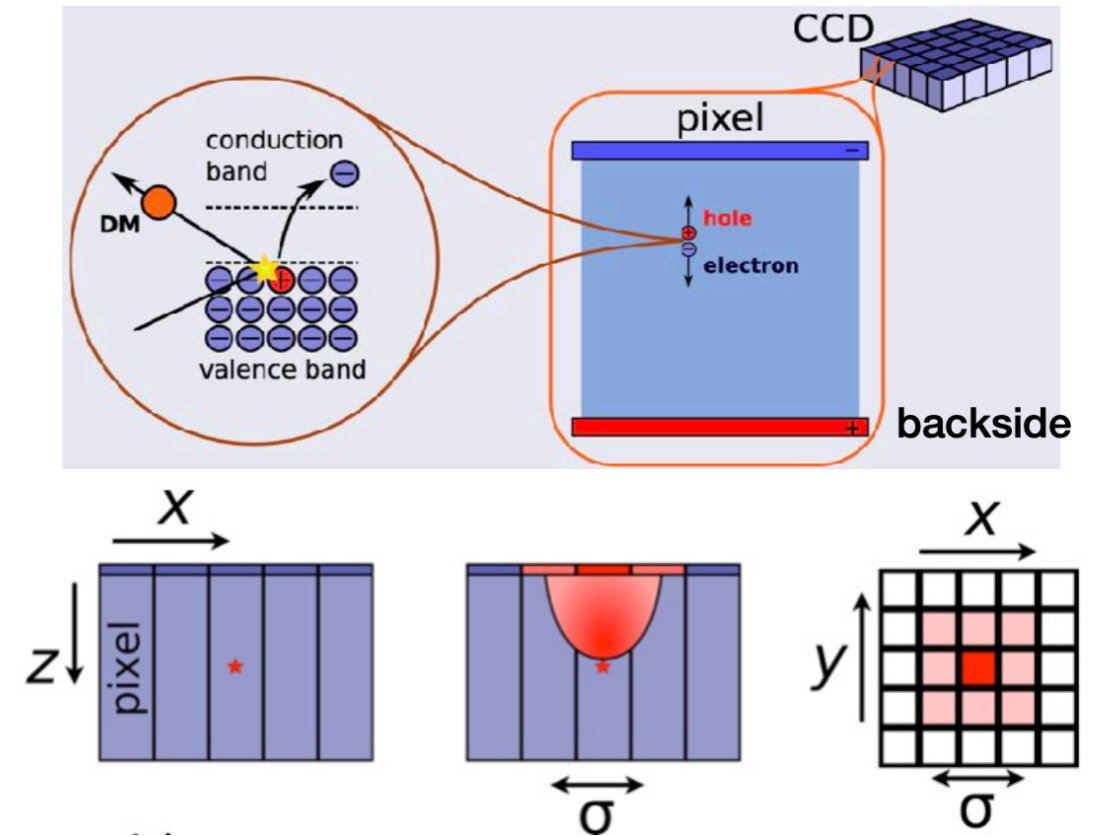 CCD
pixel
conduction
band
−
−
DM
hole
+
−
electron
− − + − −
− − − − −
− − − − −
valence band
+
backside
x
x
z
pixel
y
σ
σ